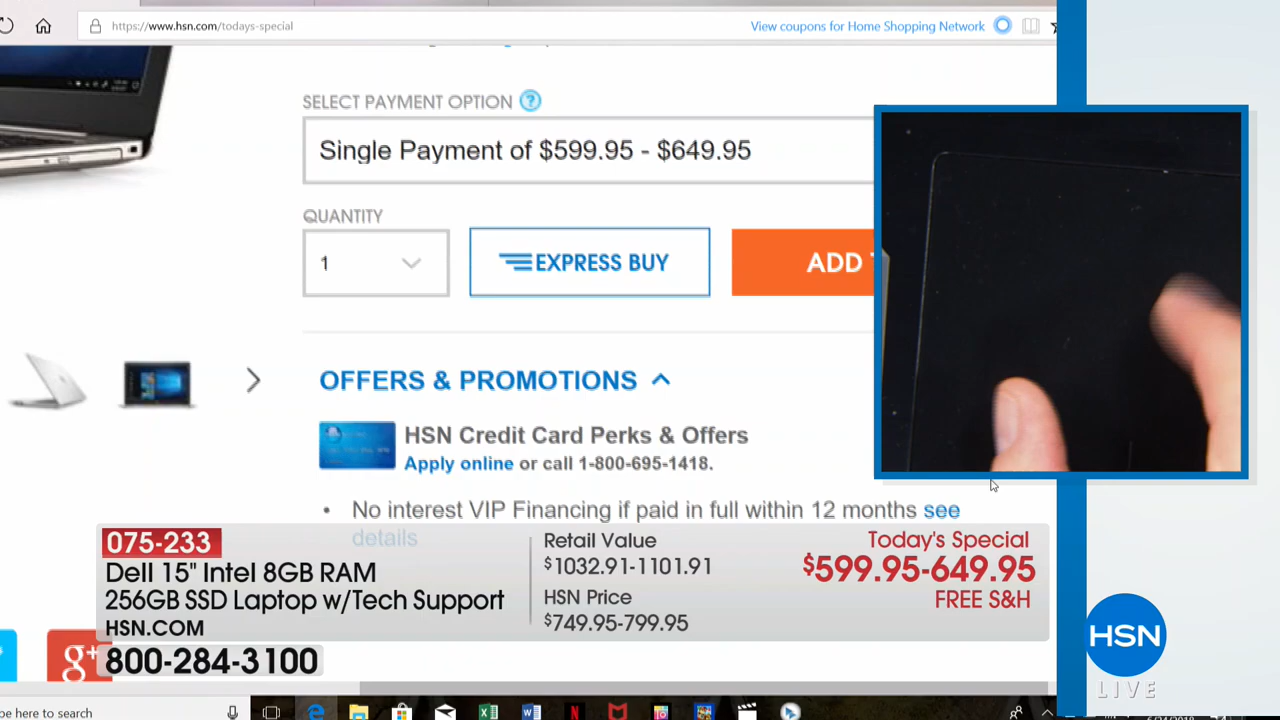 https://www.hsn.com/todays-special
View coupons for Home Shopping Network
SELECT PAYMENT OPTION ?
Single Payment of $599.95 - $649.95
QUANTITY
1
EXPRESS BUY
ADD
OFFERS & PROMOTIONS
HSN Credit Card Perks & Offers
Apply online or call 1-800-695-1418.
• No interest VIP Financing if paid in full within 12 months see
details
075-233
Dell 15" Intel 8GB RAM
256GB SSD Laptop w/Tech Support
HSN.COM
800-284-3100
Retail Value
$1032.91-1101.91
HSN Price
$749.95-799.95
Today's Special
$599.95-649.95
FREE S&H
g+
HSN
LIVE
pe here to search